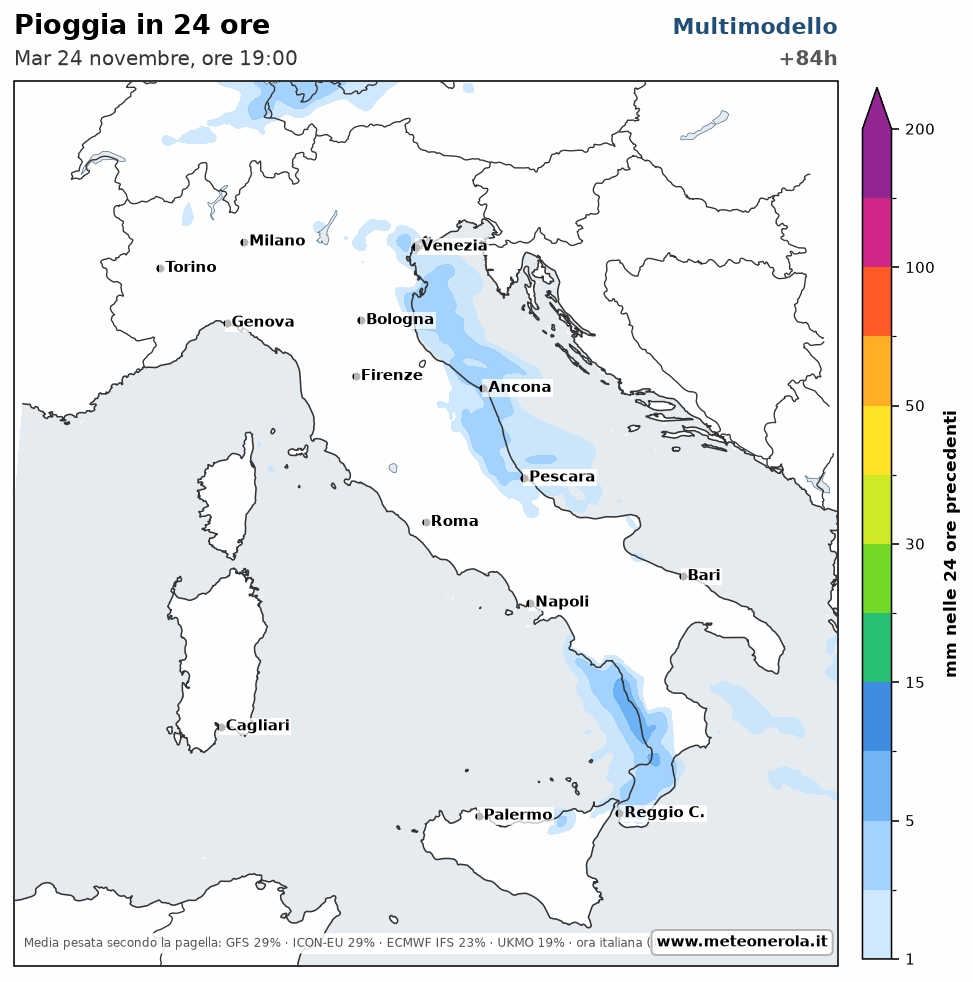 Pioggia in 24 ore
Multimodello
Mar 24 novembre, ore 19:00
+84h
Milano
Venezia
Torino
Genova
Bologna
Firenze
Ancona
Pescara
Roma
Bari
Napoli
Cagliari
Palermo
Reggio C.
200
100
50
30
15
5
1
mm nelle 24 ore precedenti
Media pesata secondo la pagella: GFS 29% · ICON-EU 29% · ECMWF IFS 23% · UKMO 19% · ora italiana (
www.meteonerola.it